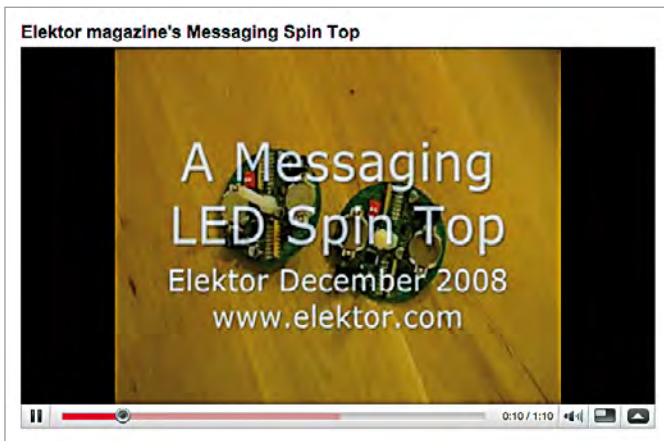 Elektor magazine's Messaging Spin Top
A Messaging
LED Spin Top
Elektor December 2008
www.elektor.com
0:10 / 1:10